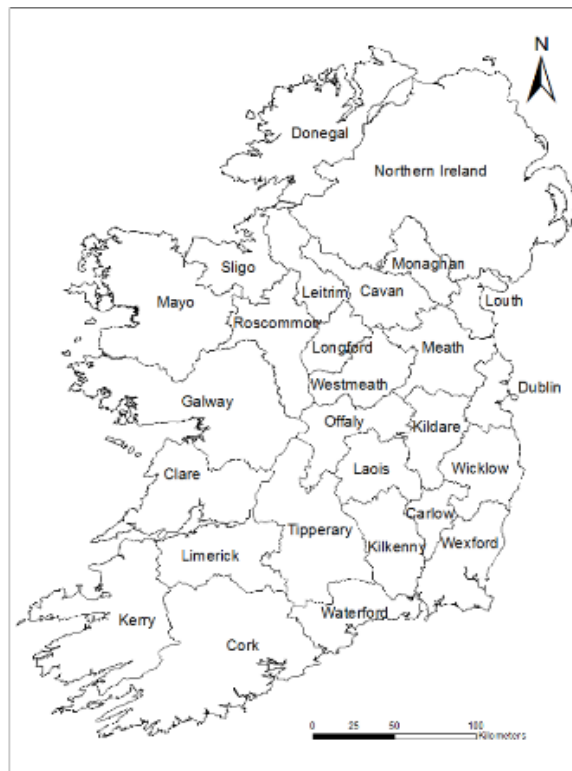 N
Donegal
Northern Ireland
Monaghan
Sligo
Leitrim
Cavan
Mayo
Louth
Roscommon
Longford
Meath
Westmeath
Dublin
Galway
Offaly
Kildare
Laois
Wicklow
Clare
Carlow
Tipperary
Wexford
Kilkenny
Limerick
Waterford
Kerry
Cork
0 25 50 100
Kilometers